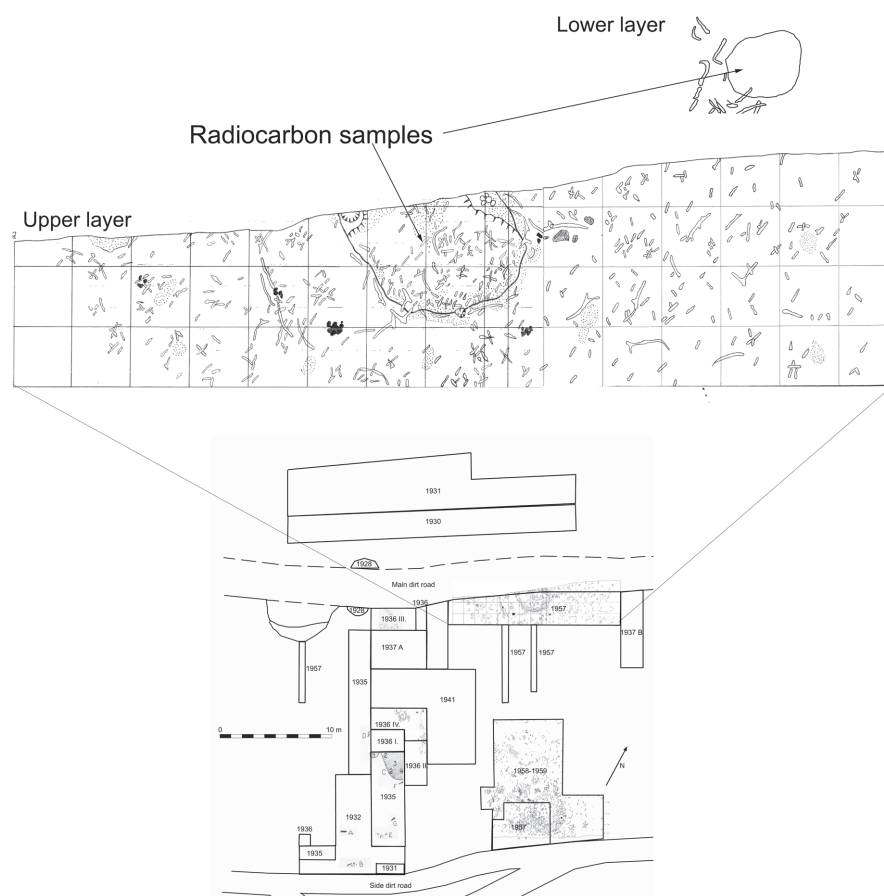 Lower layer
Radiocarbon samples
Upper layer
1931
1930
1928
Main dirt road
1936
1928
1957
1936 III.
1937 B
1937 A
1957
1957
1957
1935
1941
0
10 m
1936 IV.
1936 I.
1936 II
N
3
C
4
F
1958-1959
1935
1932
G
1957
1936
A
E
1935
B
1931
Side dirt road